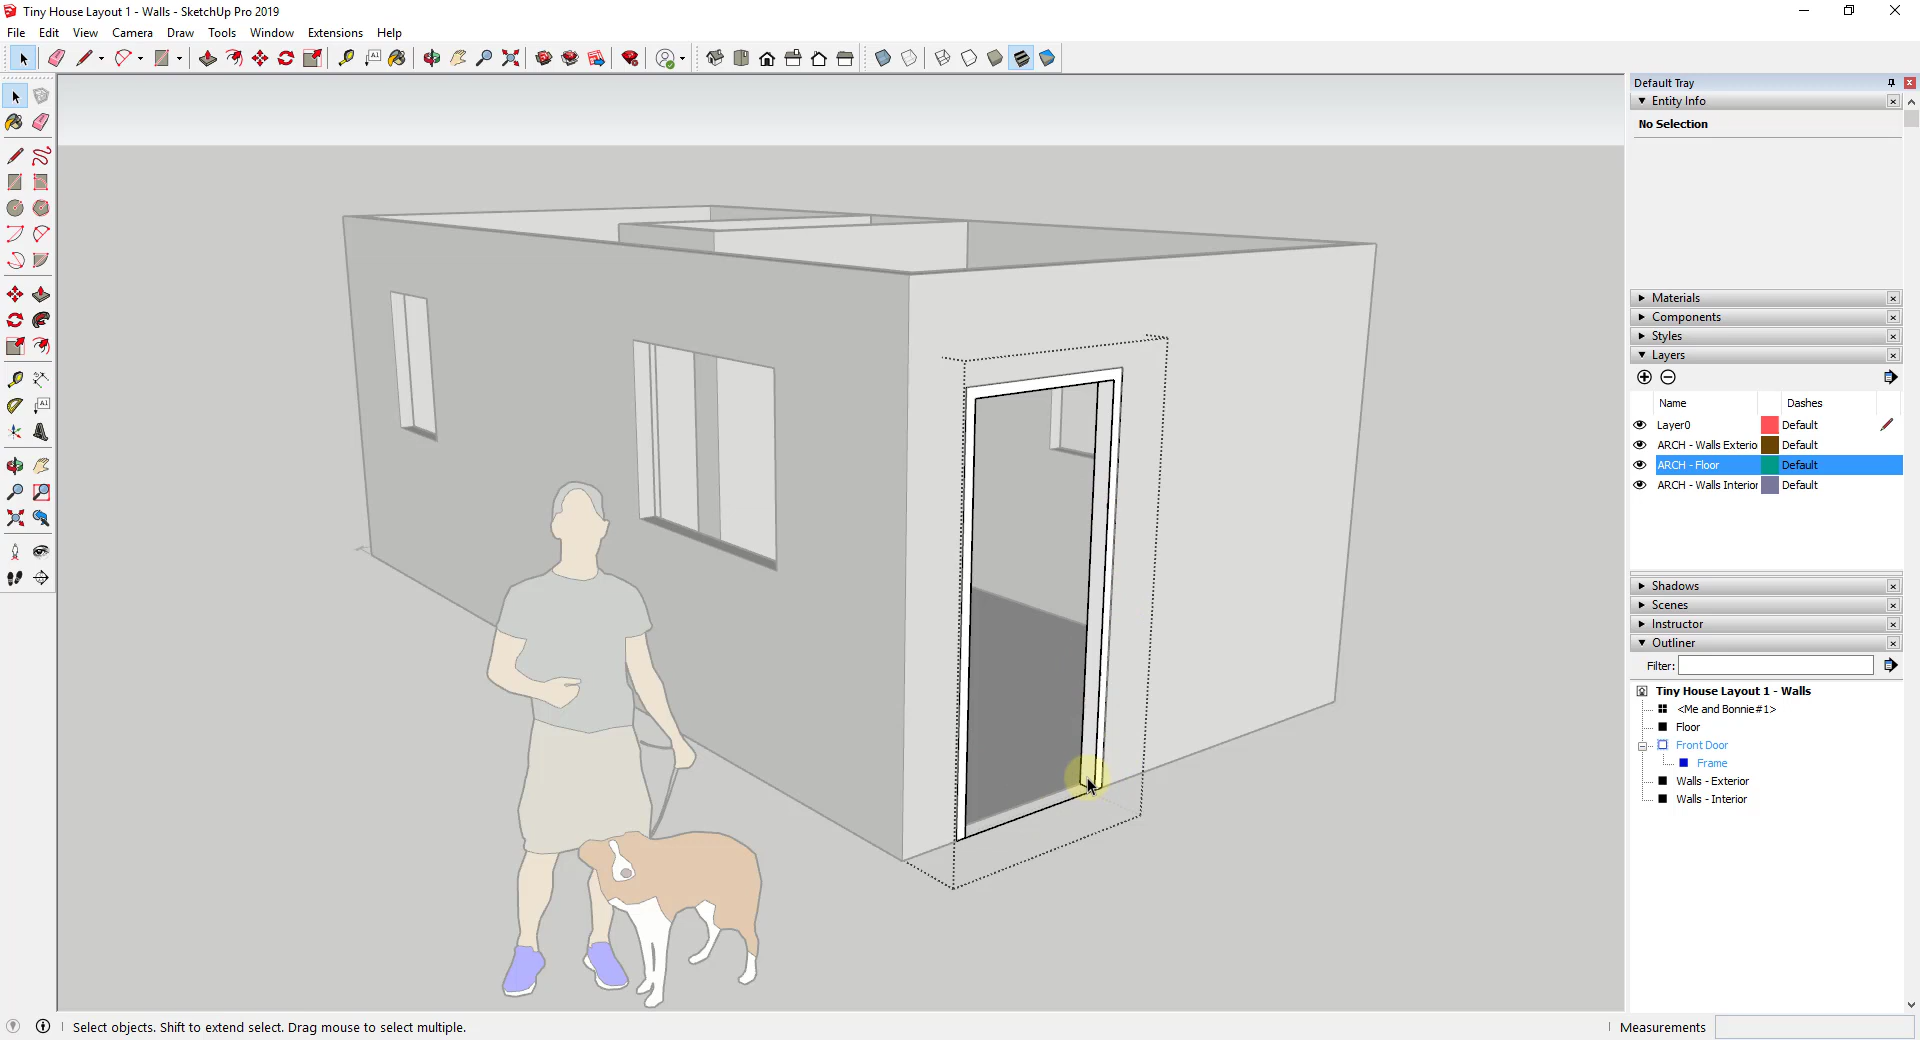 Tiny House Layout 1 - Walls - SketchUp Pro 2019
File Edit View Camera Draw Tools Window Extensions Help
Default Tray
Entity Info
No Selection
Materials
Components
Styles
Layers
Name Dashes
Layer0 Default
ARCH - Walls Exterio Default
ARCH - Floor Default
ARCH - Walls Interior Default
Shadows
Scenes
Instructor
Outliner
Filter:
Tiny House Layout 1 - Walls
<Me and Bonnie#1>
Floor
Front Door
Frame
Walls - Exterior
Walls - Interior
Select objects. Shift to extend select. Drag mouse to select multiple.
Measurements